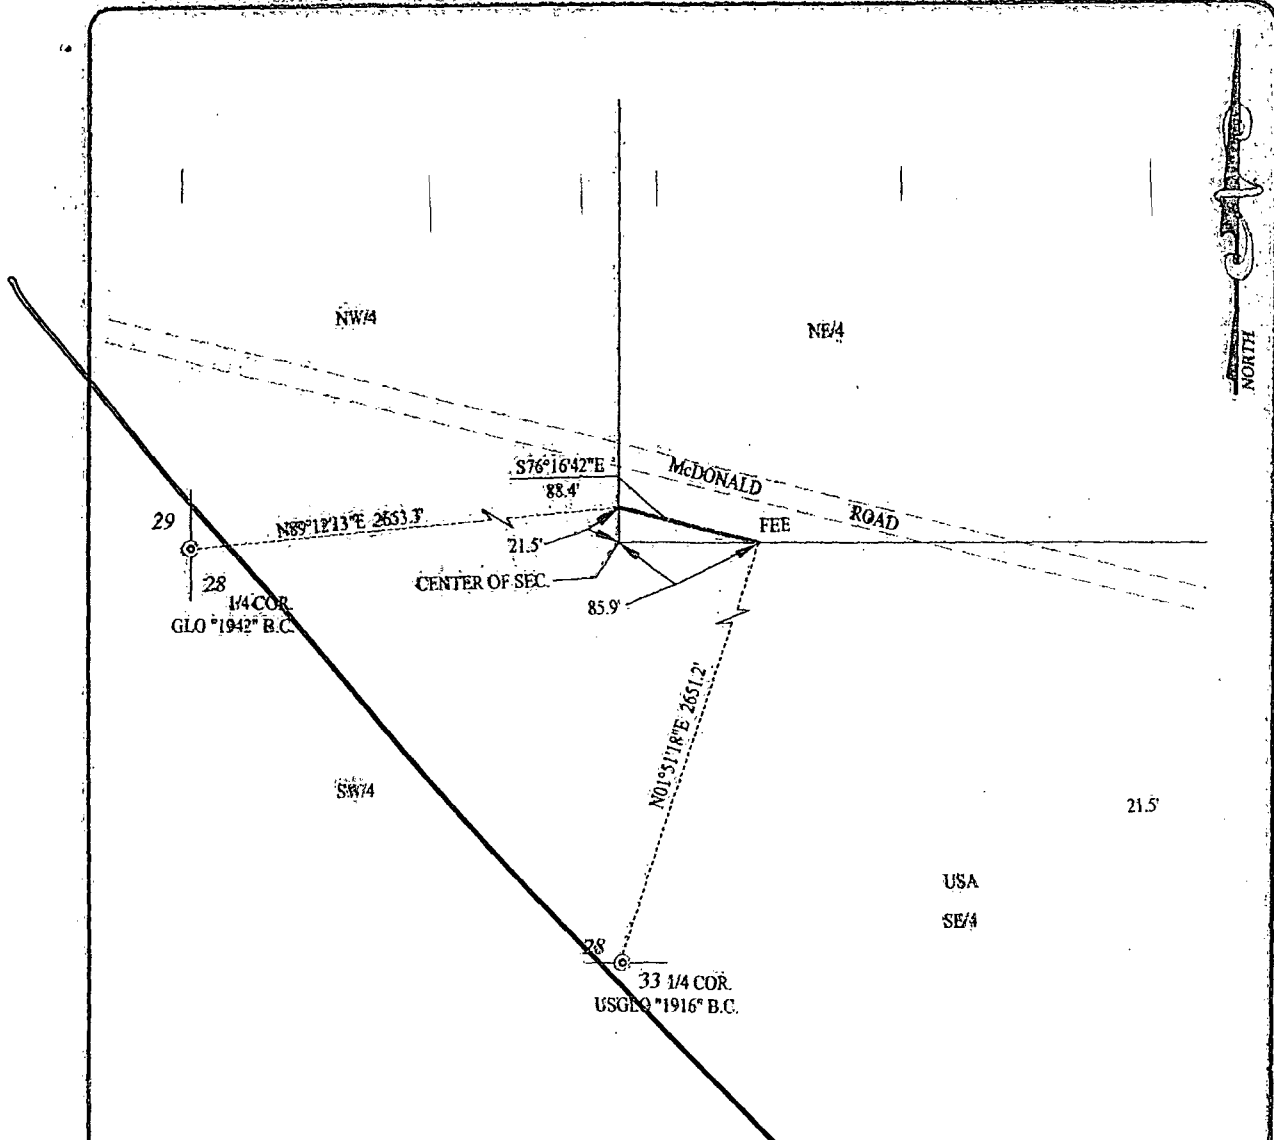 NORTH
NW/4
NE/4
S76°16'42"E
88.4'
McDONALD
ROAD
FEE
29
N89°12'13"E 2653.3'
21.5'
28
CENTER OF SEC.
1/4 COR.
GLO "1942" B.C.
85.9'
N01°51'18"E 2651.2'
SW/4
21.5'
USA
SE/4
28
33 1/4 COR.
USGLO "1916" B.C.